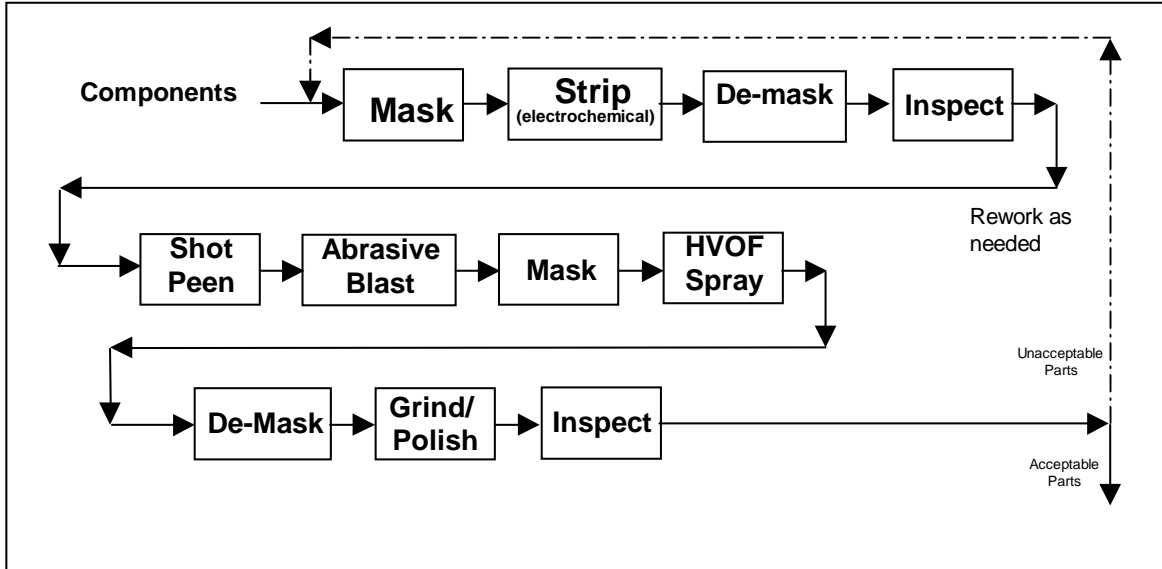 Components
Mask
Strip
(electrochemical)
De-mask
Inspect
Rework as
needed
Shot
Peen
Abrasive
Blast
Mask
HVOF
Spray
Unacceptable
Parts
De-Mask
Grind/
Polish
Inspect
Acceptable
Parts